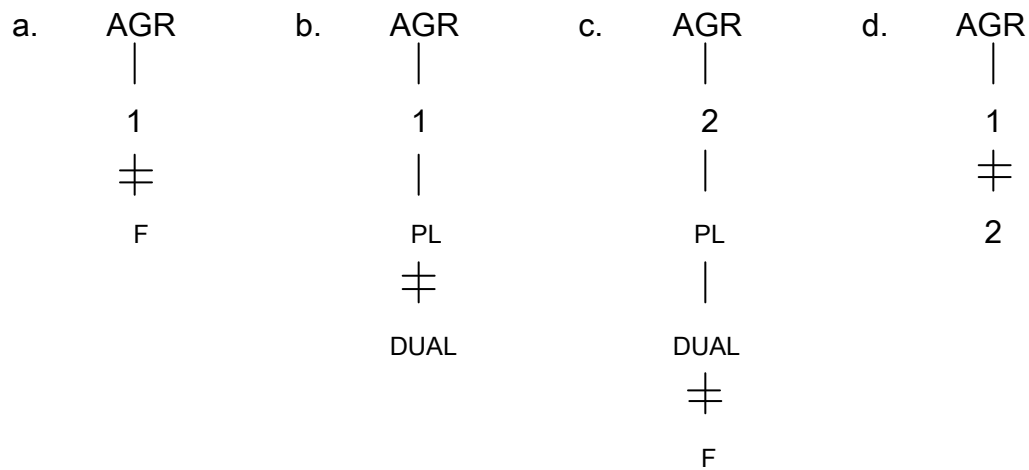 a. AGR b. AGR c. AGR d. AGR
1 1 2 1
F PL PL 2
DUAL DUAL
F